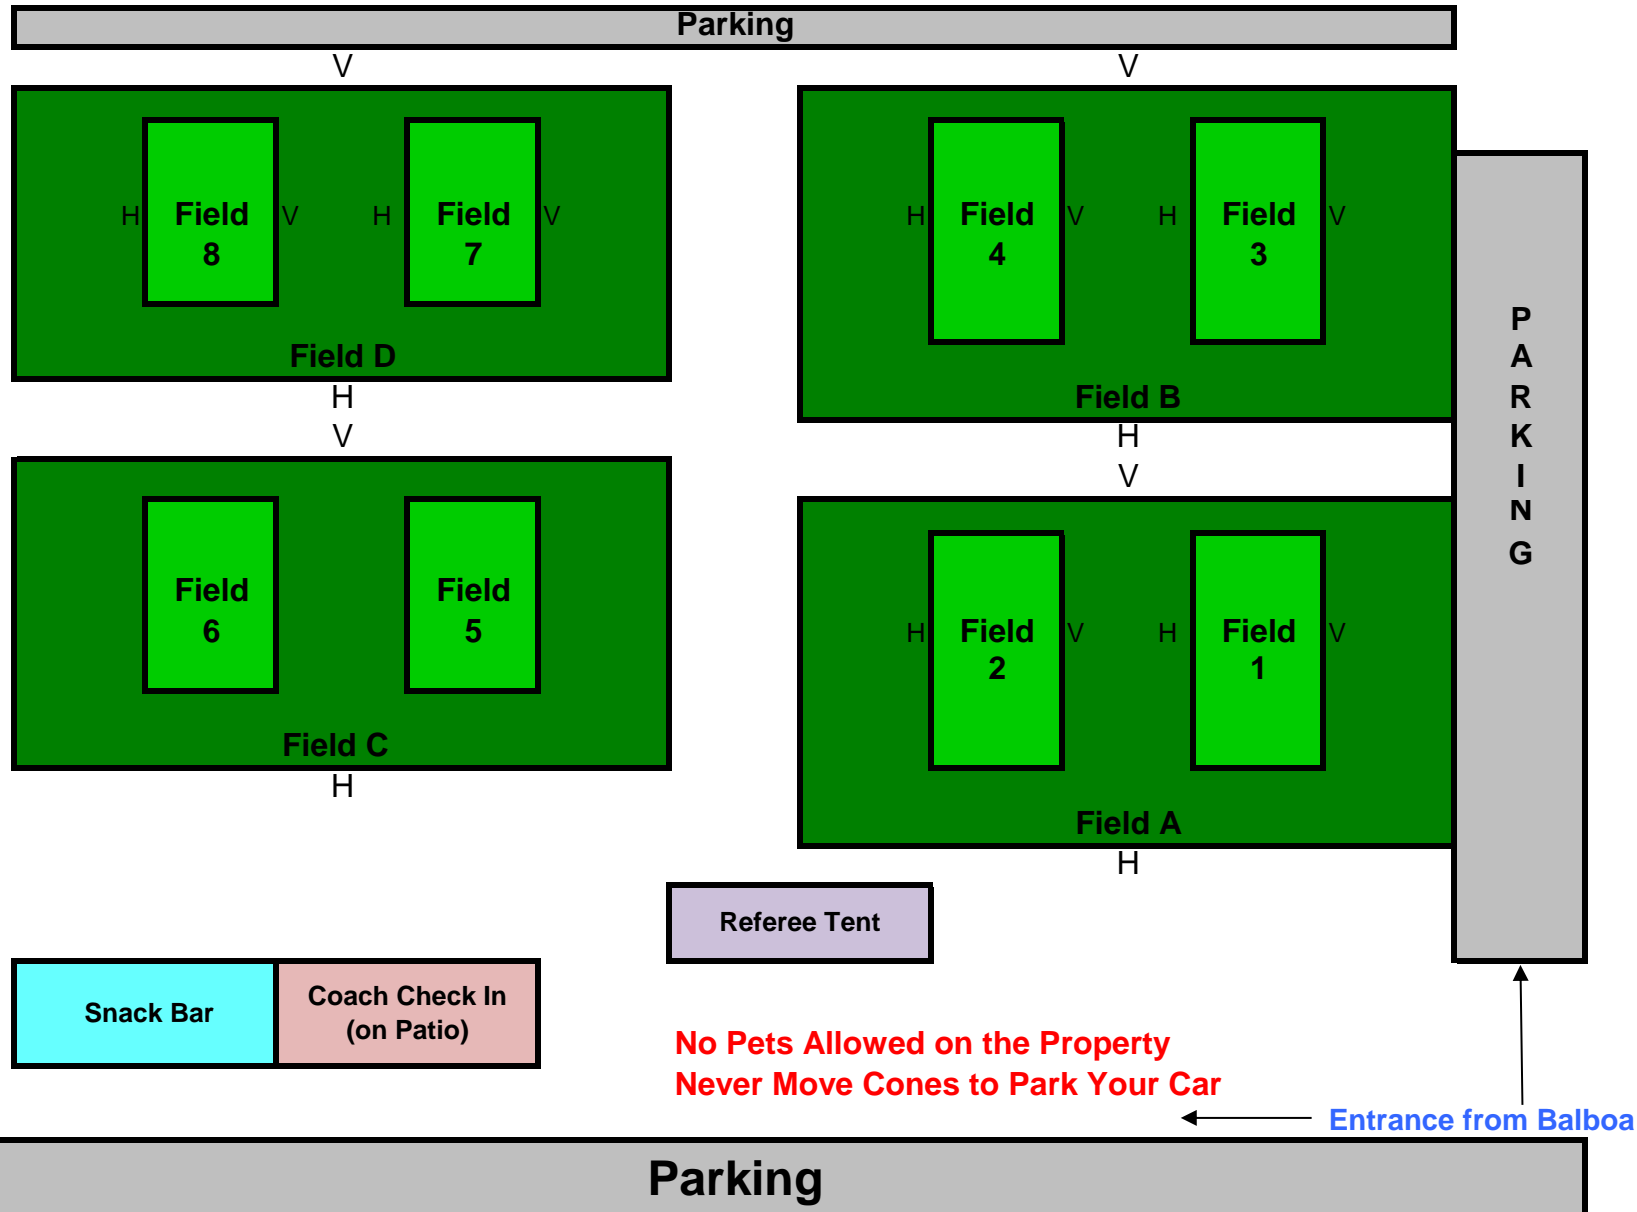 Parking
V V
H Field V H Field V H Field V H Field V
8 7 4 3
Field D
Field B
H
V
H
V
P
A
R
K
I
N
G
Field Field
6 5
H Field V H Field V
2 1
Field C
H
Field A
H
Referee Tent
Snack Bar
Coach Check In
(on Patio)
No Pets Allowed on the Property
Never Move Cones to Park Your Car
Entrance from Balboa
Parking